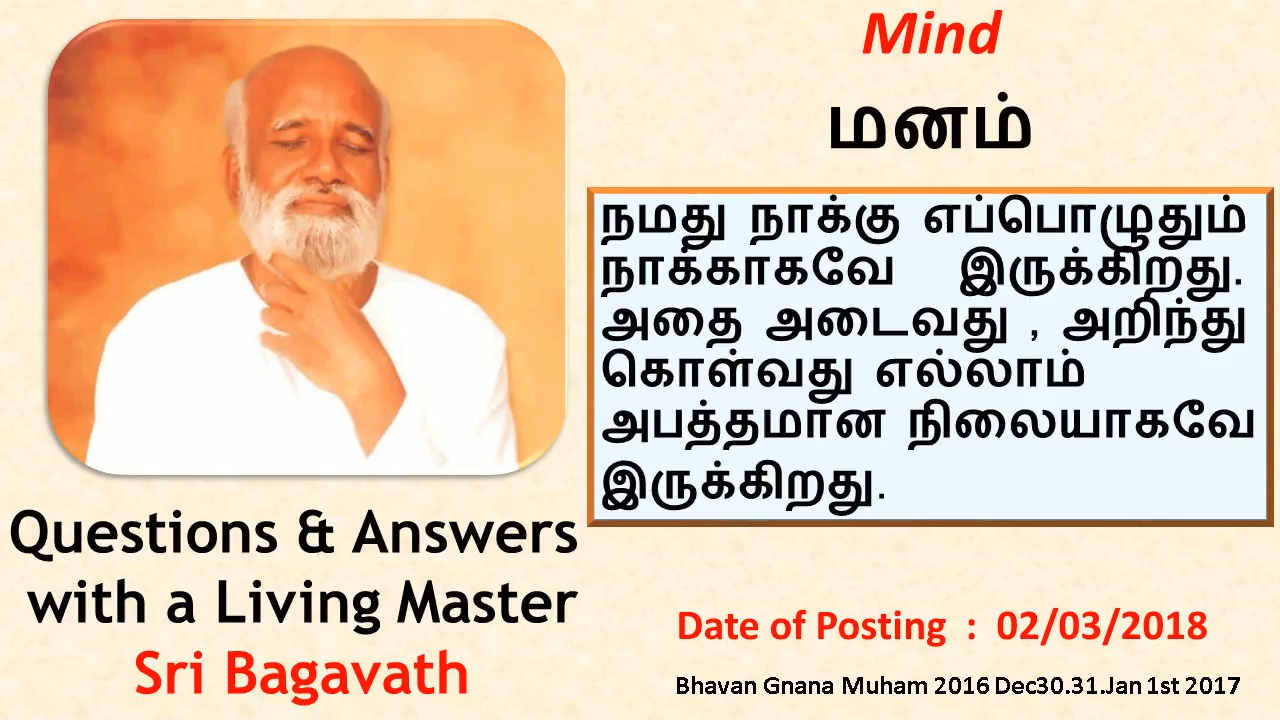 Mind
மனம்
நமது நாக்கு எப்பொழுதும்
நாக்காகவே இருக்கிறது.
அதை அடைவது , அறிந்து
கொள்வது எல்லாம்
அபத்தமான நிலையாகவே
இருக்கிறது.
Questions & Answers
with a Living Master
Sri Bagavath
Date of Posting : 02/03/2018
Bhavan Gnana Muham 2016 Dec30.31.Jan 1st 2017